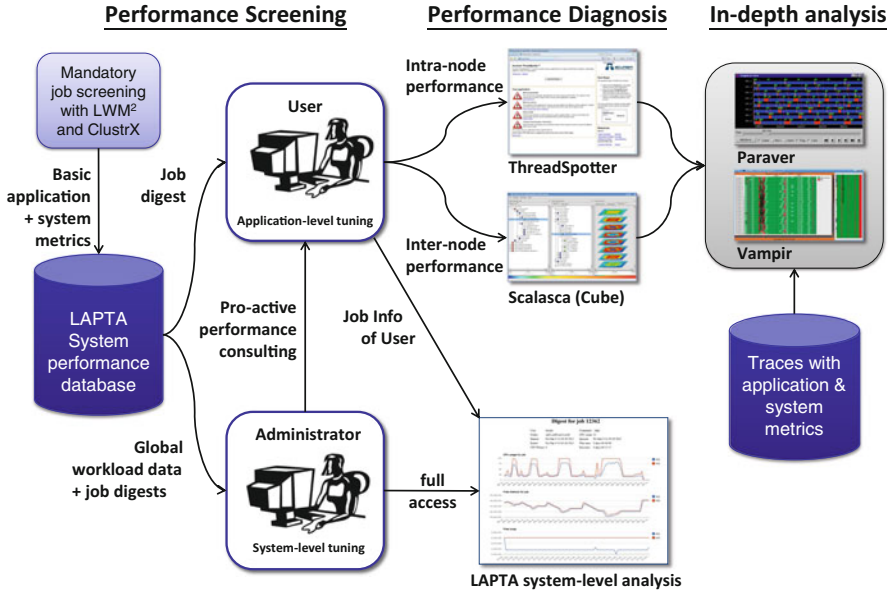 Performance Screening
Performance Diagnosis
In-depth analysis
Mandatory
job screening
with LWM²
and ClustrX
Basic
application
+ system
metrics
Job
digest
User
Application-level tuning
Intra-node
performance
ThreadSpotter
Inter-node
performance
Scalasca (Cube)
Paraver
Vampir
LAPTA
System
performance
database
Pro-active
performance
consulting
Job Info
of User
Traces with
application &
system
metrics
Global
workload data
+ job digests
Administrator
System-level tuning
full
access
Digest for job 12362
LAPTA system-level analysis